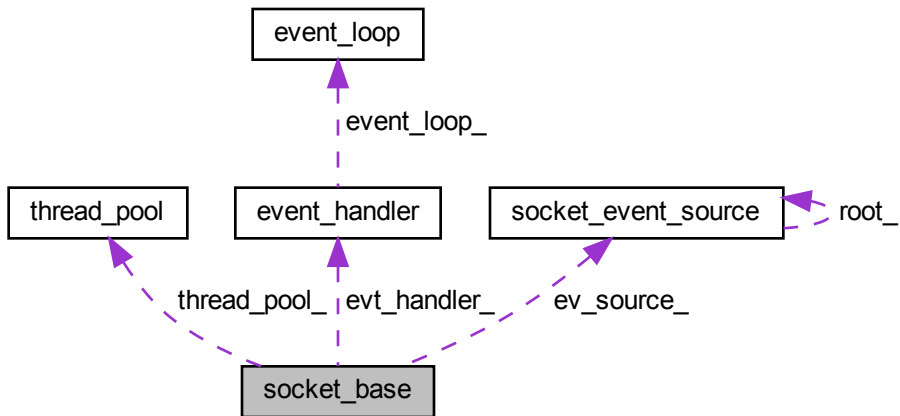 event_loop
event_loop_
thread_pool
event_handler
socket_event_source
root_
thread_pool_
evt_handler_
ev_source_
socket_base